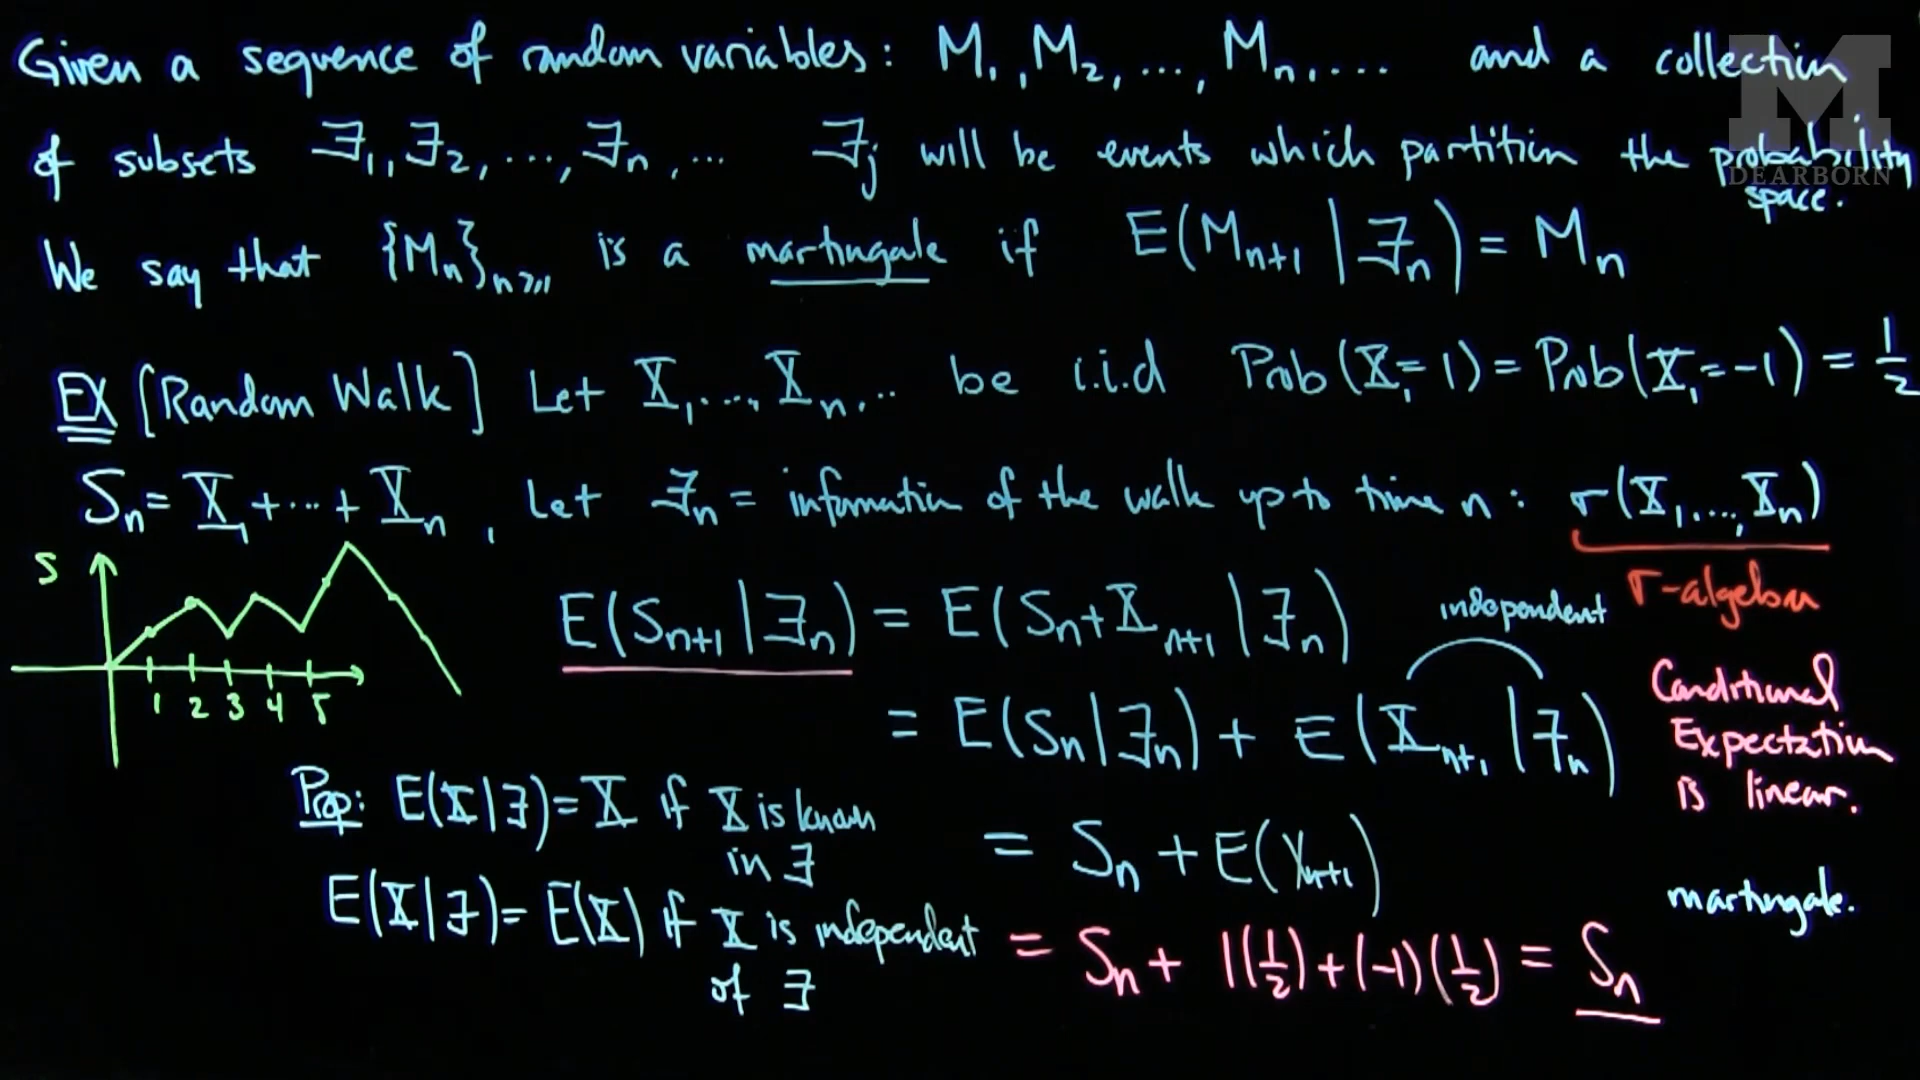 Given a sequence of random variables: M₁, M₂, ..., Mₙ, .... and a collection
of subsets ℱ₁, ℱ₂, ..., ℱₙ, ... ℱⱼ will be events which partition the probability
space.
We say that {Mₙ}ₙ≥₁ is a martingale if E(Mₙ₊₁ | ℱₙ) = Mₙ
EX [Random Walk] Let X₁, ..., Xₙ, ... be i.i.d Prob(X₁ = 1) = Prob(X₁ = -1) = 1/2
Sₙ = X₁ + ... + Xₙ, Let ℱₙ = information of the walk up to time n: σ(X₁, ..., Xₙ)
σ-algebra
S
1 2 3 4 5
E(Sₙ₊₁ | ℱₙ) = E(Sₙ + Xₙ₊₁ | ℱₙ)
independent
= E(Sₙ | ℱₙ) + E(Xₙ₊₁ | ℱₙ)
Conditional
Expectation
is linear.
Prop: E(X | ℱ) = X if X is known
in ℱ
= Sₙ + E(Xₙ₊₁)
E(X | ℱ) = E(X) if X is independent
of ℱ
martingale.
= Sₙ + 1(1/2) + (-1)(1/2) = Sₙ
M
DEARBORN